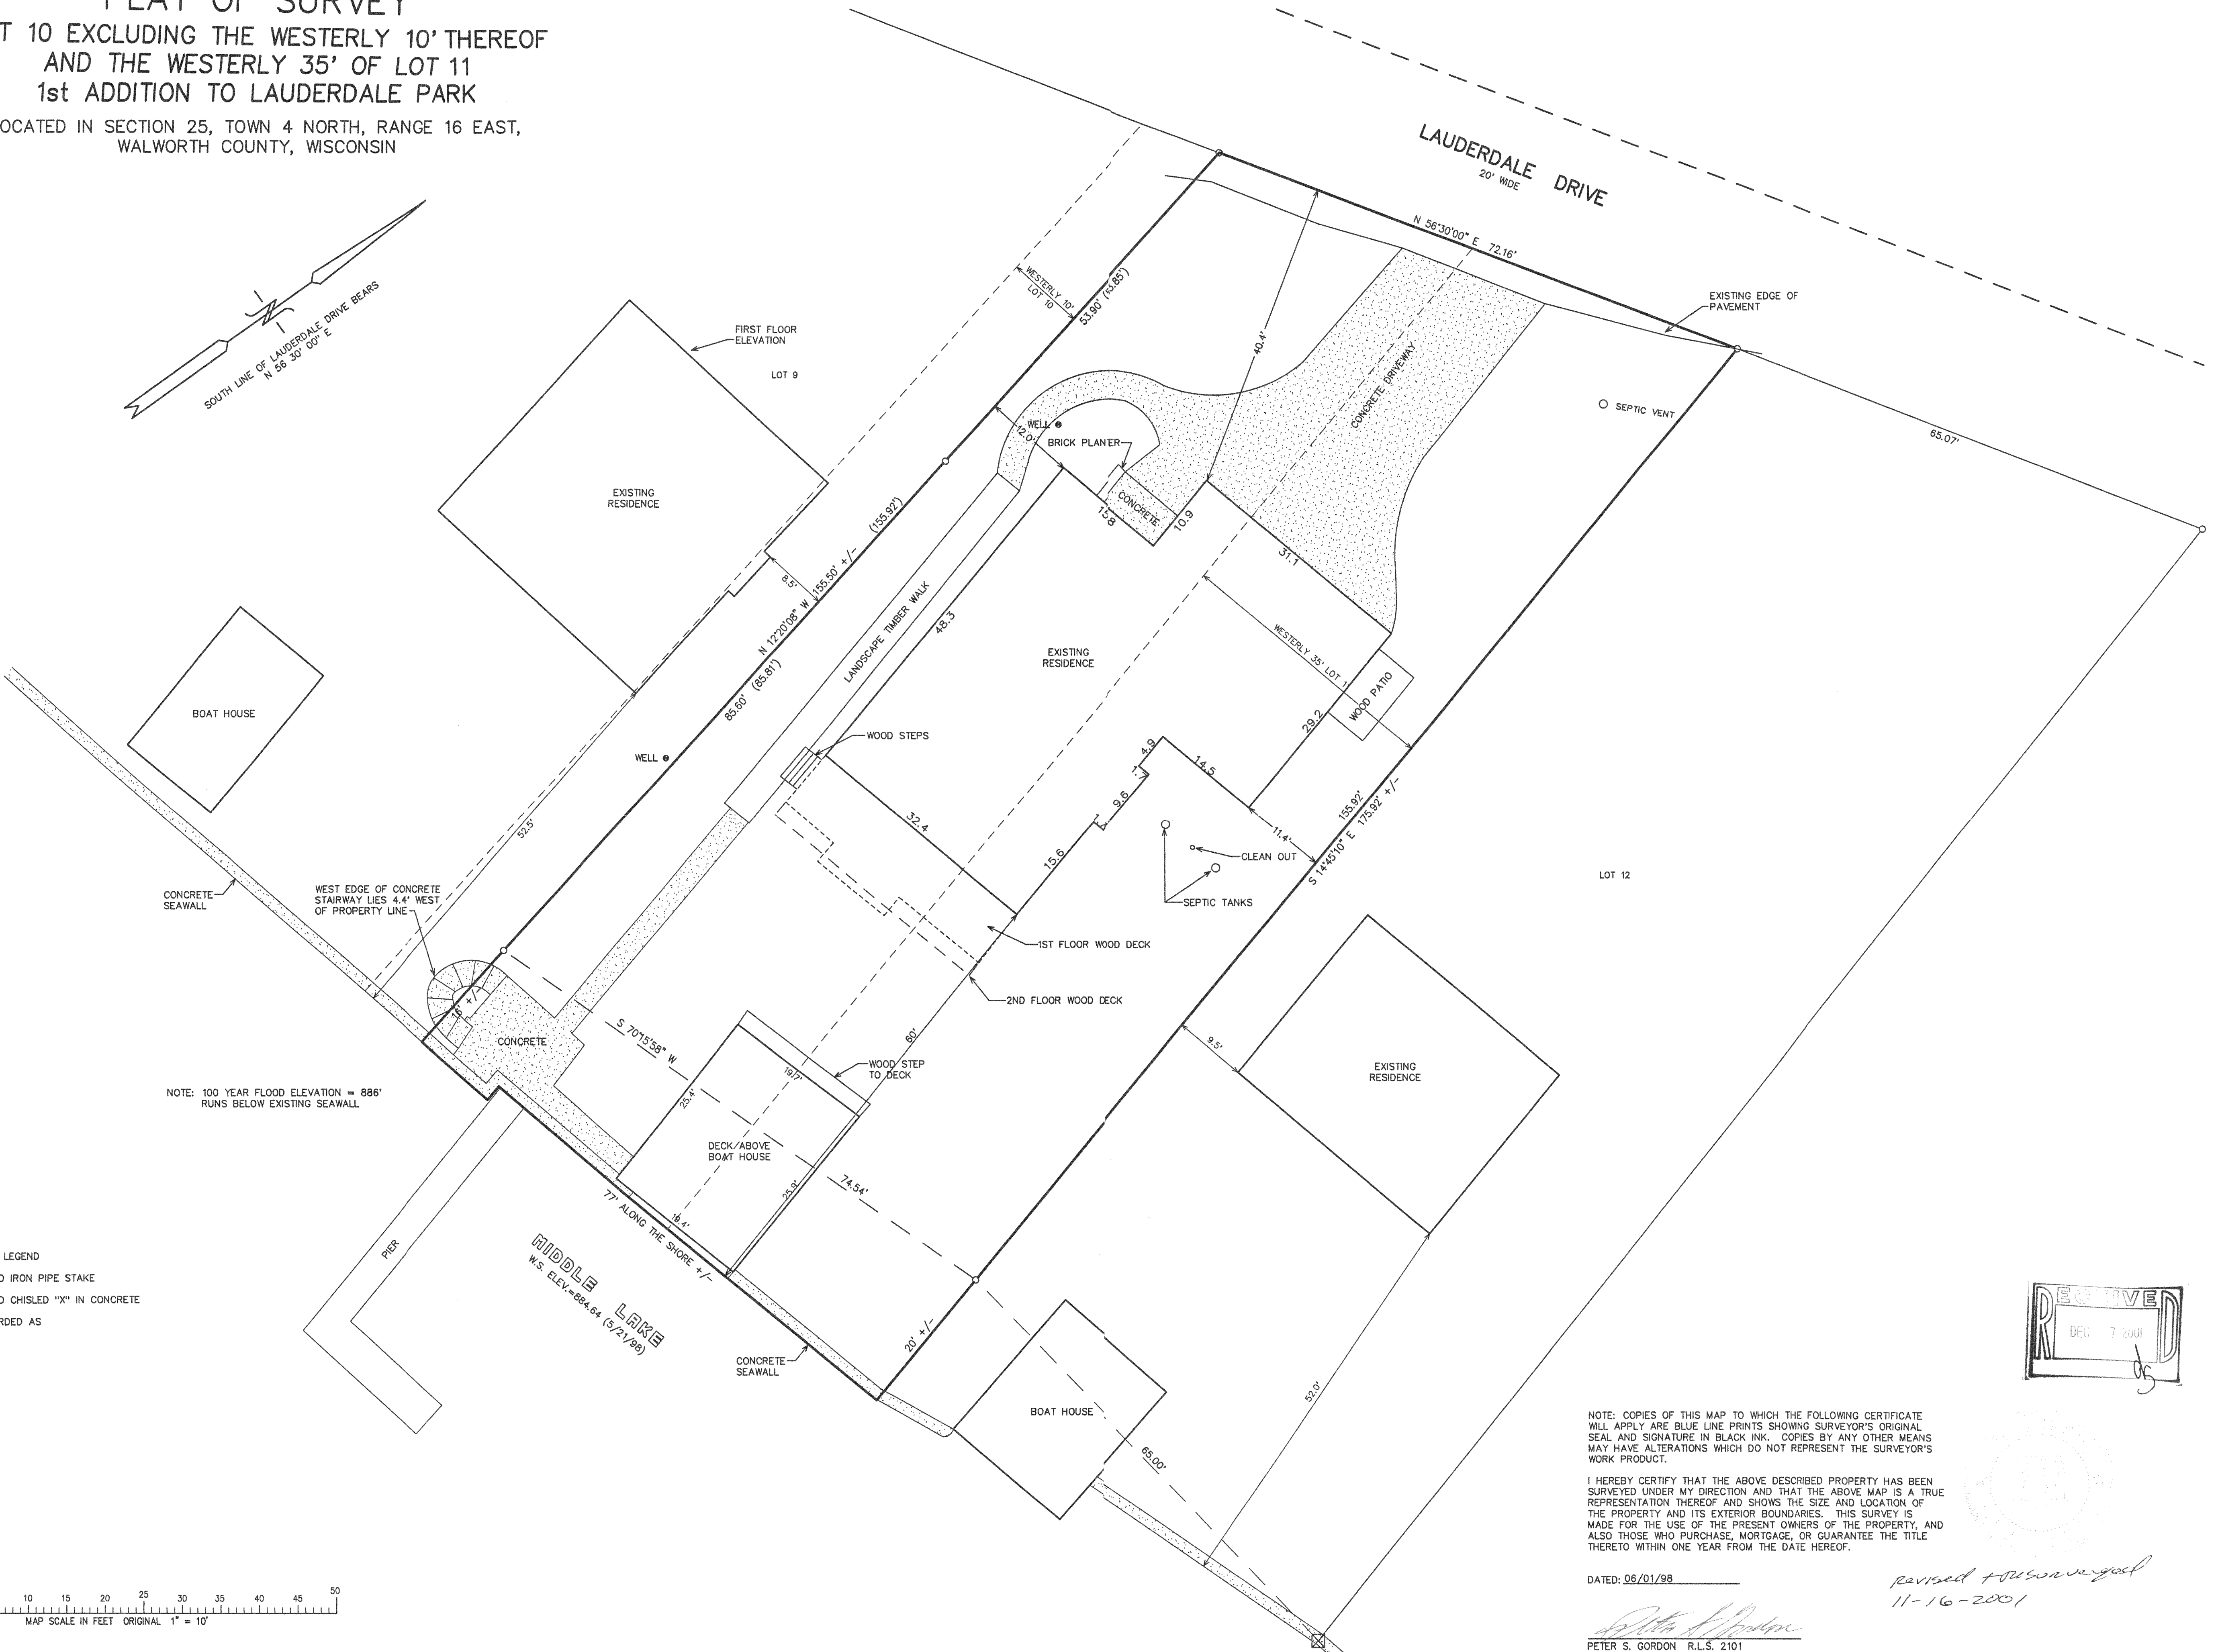 PLAT OF SURVEY
T 10 EXCLUDING THE WESTERLY 10' THEREOF
AND THE WESTERLY 35' OF LOT 11
1st ADDITION TO LAUDERDALE PARK
OCATED IN SECTION 25, TOWN 4 NORTH, RANGE 16 EAST,
WALWORTH COUNTY, WISCONSIN
SOUTH LINE OF LAUDERDALE DRIVE BEARS
N 56 30' 00" E
LAUDERDALE DRIVE
20' WIDE
N 56°30'00" E 72.16'
EXISTING EDGE OF
PAVEMENT
65.07'
WESTERLY 10'
LOT 10
53.90' (53.85')
40.4'
CONCRETE DRIVEWAY
SEPTIC VENT
FIRST FLOOR
ELEVATION
LOT 9
EXISTING
RESIDENCE
12.0'
WELL
BRICK PLANTER
CONCRETE
15.8
10.9
31.1
(155.92')
N 12°20'08" W 155.50' +/-
8.5'
85.60' (85.81')
LANDSCAPE TIMBER WALK
48.3
EXISTING
RESIDENCE
WESTERLY 35' LOT 11
WOOD PATIO
29.2
BOAT HOUSE
WELL
WOOD STEPS
4.9
1.7
14.5
9.6
32.4
15.6
11.4'
155.92'
S 14°45'10" E 175.92' +/-
CLEAN OUT
SEPTIC TANKS
LOT 12
52.5'
CONCRETE
SEAWALL
WEST EDGE OF CONCRETE
STAIRWAY LIES 4.4' WEST
OF PROPERTY LINE
1ST FLOOR WOOD DECK
2ND FLOOR WOOD DECK
16' +/-
CONCRETE
S 70°15'58" W
60'
WOOD STEP
TO DECK
19.7'
25.4'
9.5'
EXISTING
RESIDENCE
NOTE: 100 YEAR FLOOD ELEVATION = 886'
RUNS BELOW EXISTING SEAWALL
DECK/ABOVE
BOAT HOUSE
25.9'
74.54'
19.4'
77' ALONG THE SHORE +/-
PIER
MIDDLE LAKE
W.S. ELEV.=884.64 (5/21/98)
CONCRETE
SEAWALL
20' +/-
BOAT HOUSE
52.0'
65.00'
LEGEND
D IRON PIPE STAKE
D CHISLED "X" IN CONCRETE
RDED AS
RECEIVED
DEC 7 2001
NOTE: COPIES OF THIS MAP TO WHICH THE FOLLOWING CERTIFICATE
WILL APPLY ARE BLUE LINE PRINTS SHOWING SURVEYOR'S ORIGINAL
SEAL AND SIGNATURE IN BLACK INK. COPIES BY ANY OTHER MEANS
MAY HAVE ALTERATIONS WHICH DO NOT REPRESENT THE SURVEYOR'S
WORK PRODUCT.
I HEREBY CERTIFY THAT THE ABOVE DESCRIBED PROPERTY HAS BEEN
SURVEYED UNDER MY DIRECTION AND THAT THE ABOVE MAP IS A TRUE
REPRESENTATION THEREOF AND SHOWS THE SIZE AND LOCATION OF
THE PROPERTY AND ITS EXTERIOR BOUNDARIES. THIS SURVEY IS
MADE FOR THE USE OF THE PRESENT OWNERS OF THE PROPERTY, AND
ALSO THOSE WHO PURCHASE, MORTGAGE, OR GUARANTEE THE TITLE
THERETO WITHIN ONE YEAR FROM THE DATE HEREOF.
DATED: 06/01/98
Revised
11-16-2001
PETER S. GORDON R.L.S. 2101
10 15 20 25 30 35 40 45 50
MAP SCALE IN FEET ORIGINAL 1" = 10'